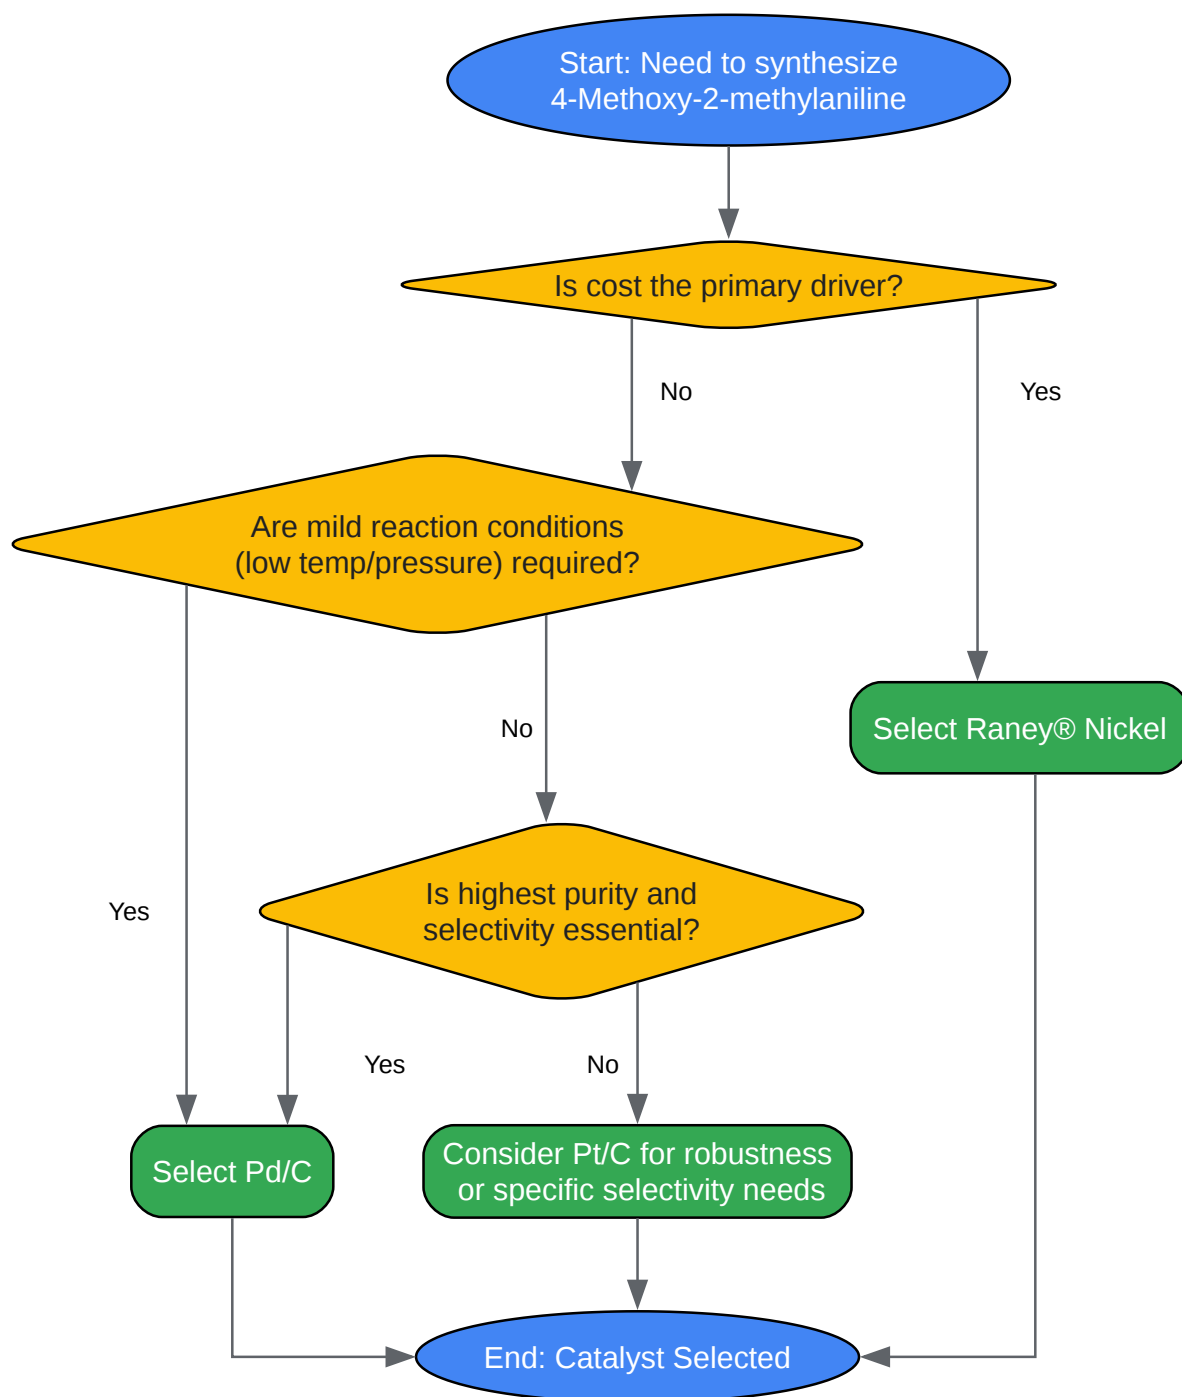 Start: Need to synthesize
4-Methoxy-2-methylaniline
Is cost the primary driver?
No
Yes
Are mild reaction conditions
(low temp/pressure) required?
No
Select Raney® Nickel
Is highest purity and
selectivity essential?
Yes
Yes
No
Select Pd/C
Consider Pt/C for robustness
or specific selectivity needs
End: Catalyst Selected